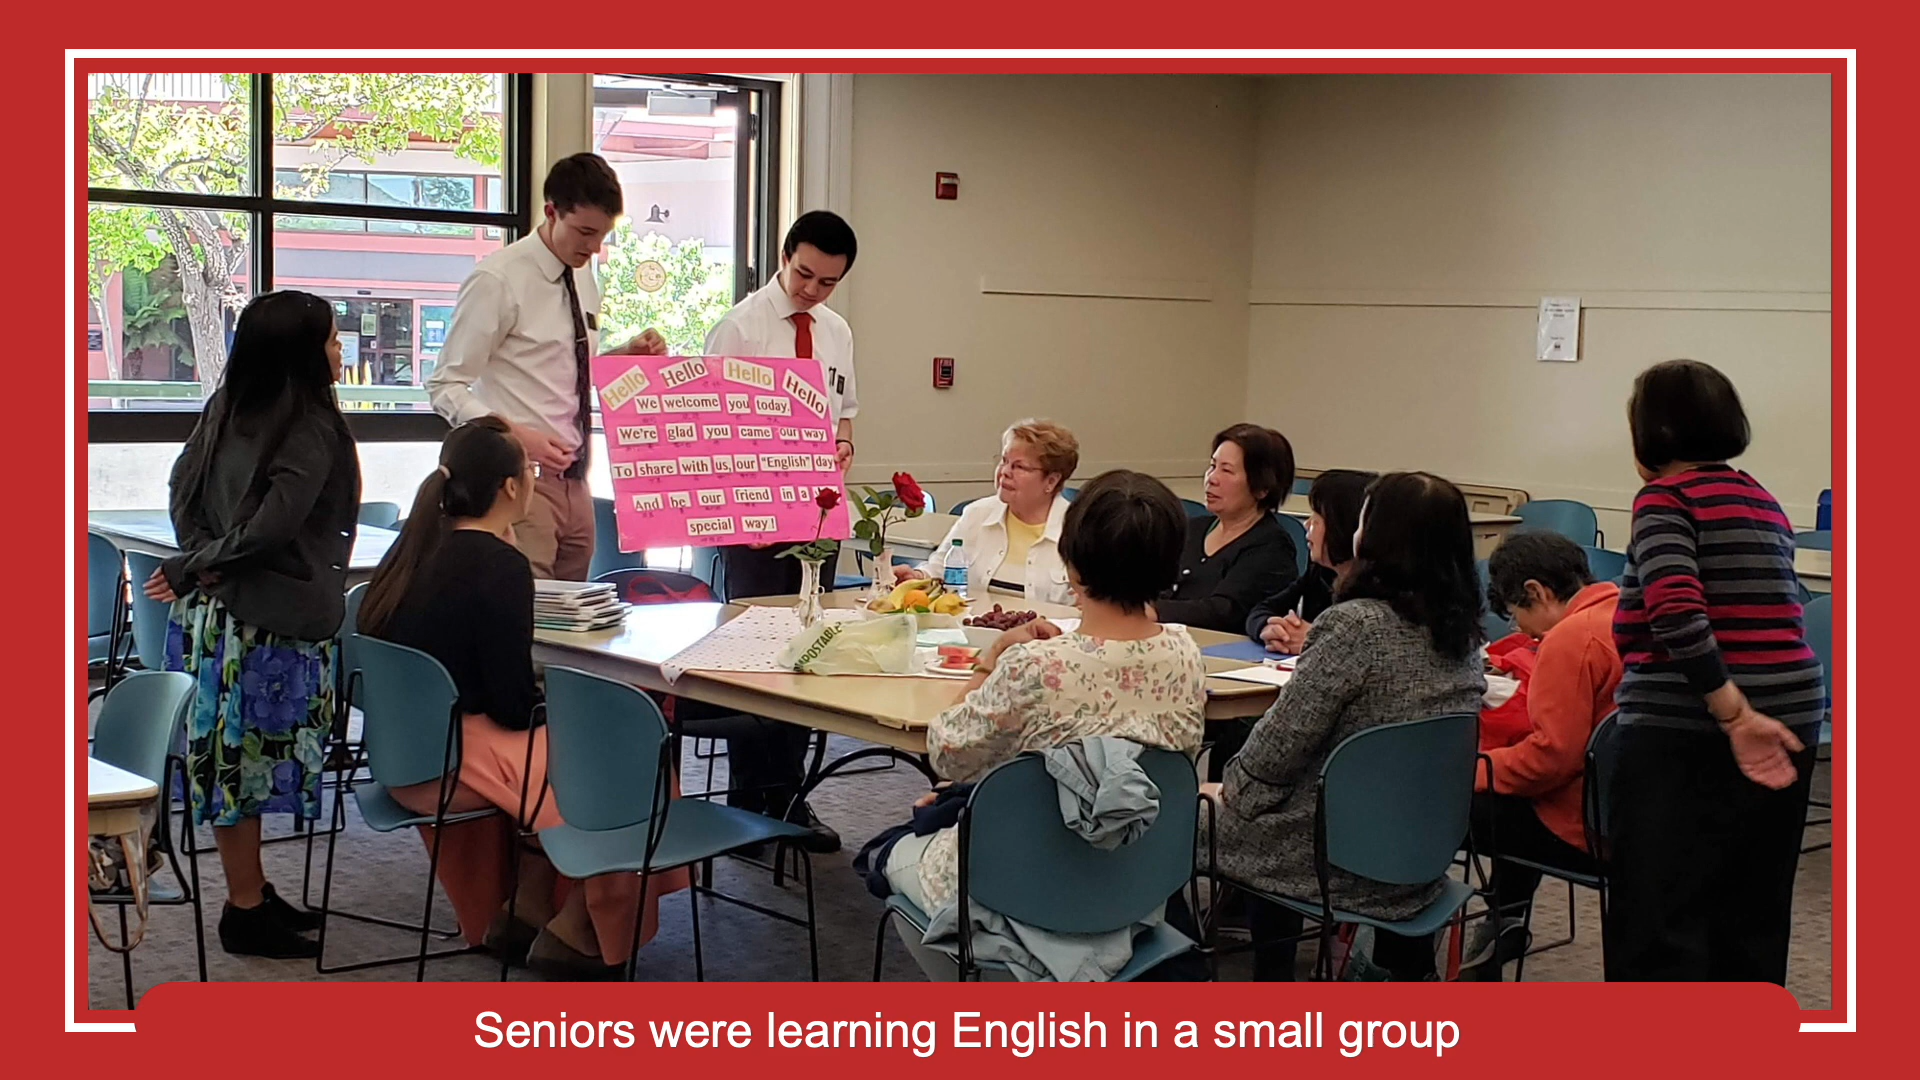 Hello Hello Hello Hello
We welcome you today.
We're glad you came our way
To share with us, our "English" day
And be our friend in a
special way!
COMPOSTABLE
Seniors were learning English in a small group